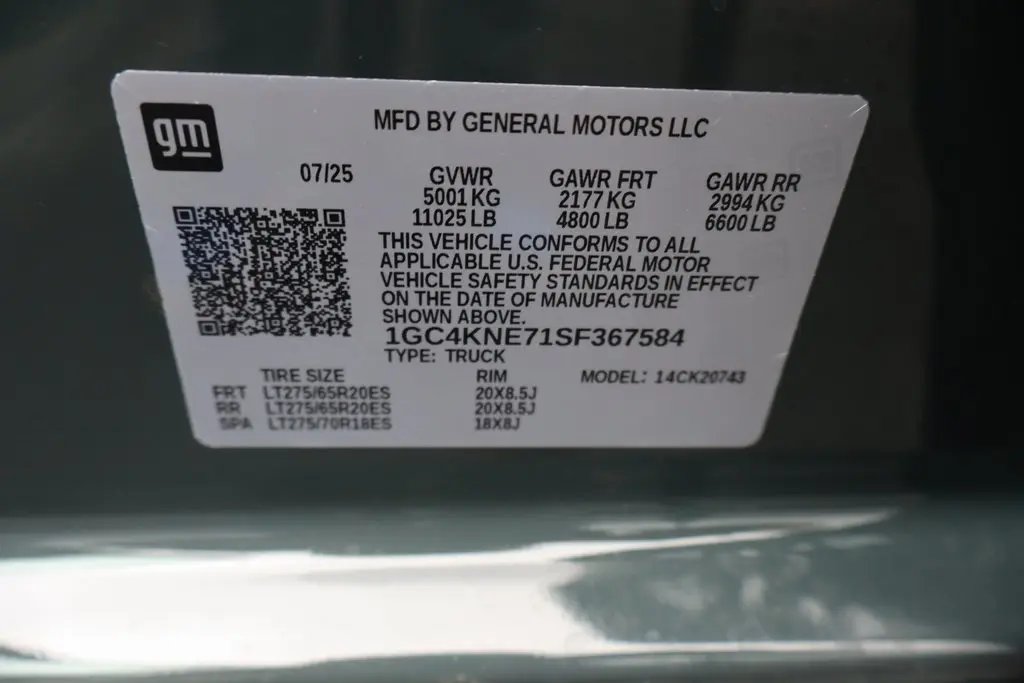 gm
MFD BY GENERAL MOTORS LLC
07/25 GVWR GAWR FRT GAWR RR
5001 KG 2177 KG 2994 KG
11025 LB 4800 LB 6600 LB
THIS VEHICLE CONFORMS TO ALL
APPLICABLE U.S. FEDERAL MOTOR
VEHICLE SAFETY STANDARDS IN EFFECT
ON THE DATE OF MANUFACTURE
SHOWN ABOVE.
1GC4KNE71SF367584
TYPE: TRUCK
TIRE SIZE RIM MODEL: 14CK20743
FRT LT275/65R20ES 20X8.5J
RR LT275/65R20ES 20X8.5J
SPA LT275/70R18ES 18X8J